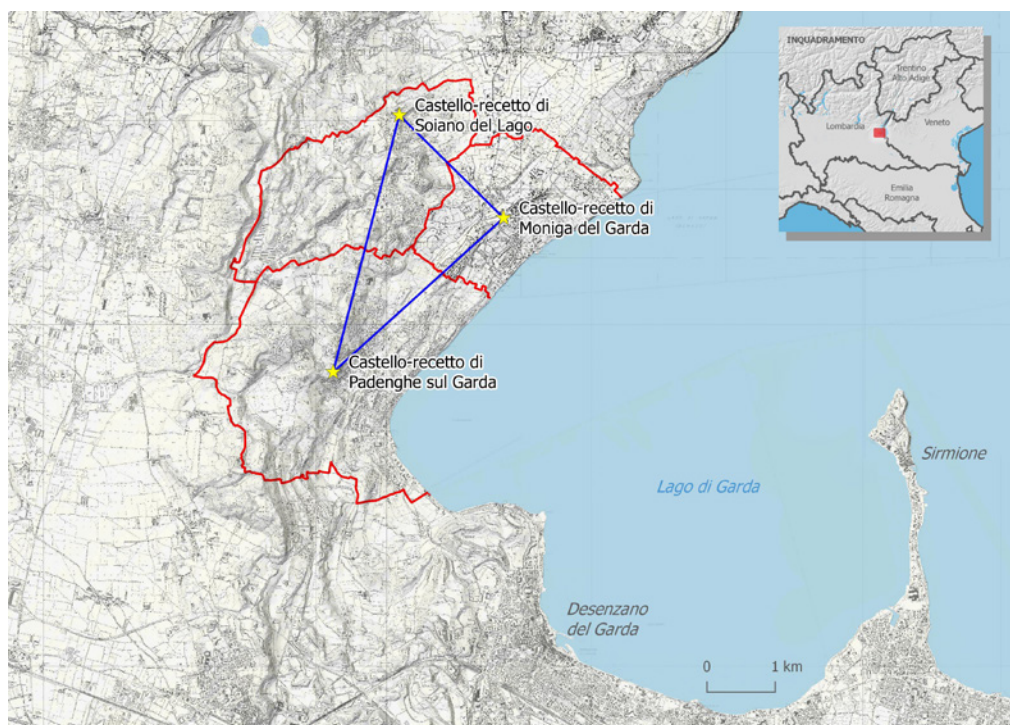 INQUADRAMENTO
Trentino
Alto Adige
Lombardia
Veneto
Emilia
Romagna
Castello-recetto di
Soiano del Lago
Castello-recetto di
Moniga del Garda
Castello-recetto di
Padenghe sul Garda
Sirmione
Lago di Garda
Desenzano
del Garda
0 1 km